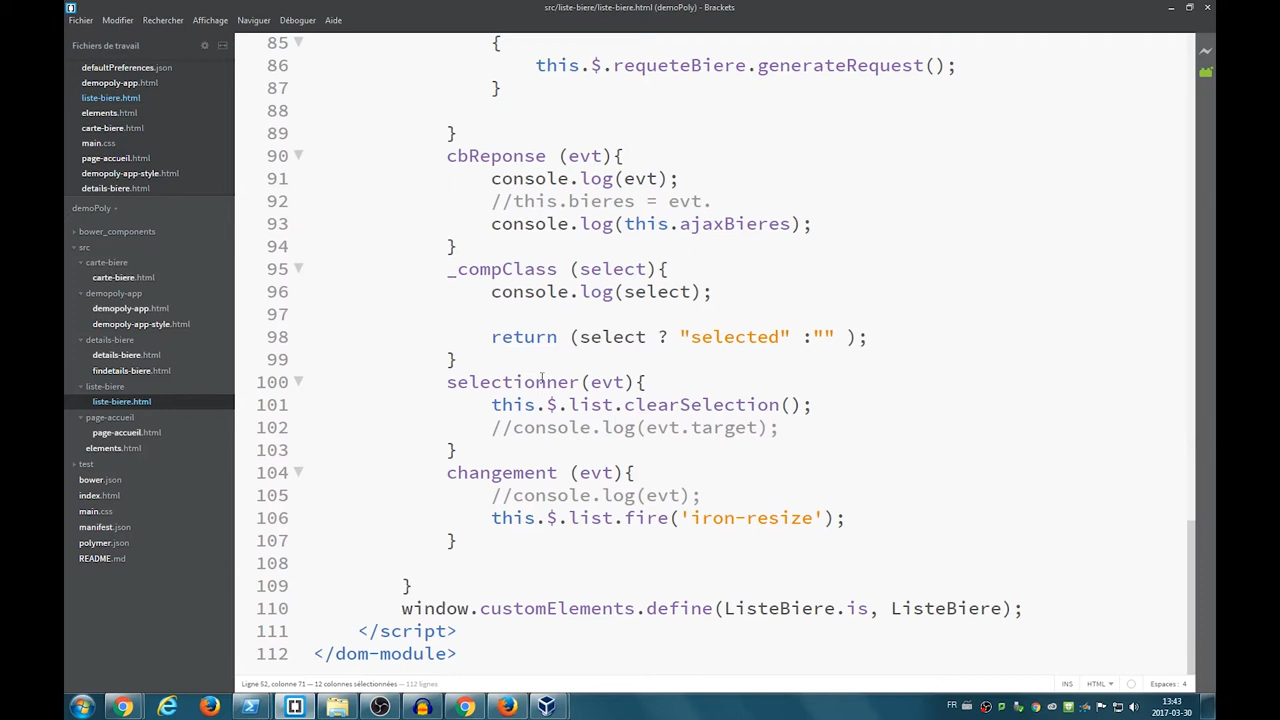 src/liste-biere/liste-biere.html (demoPoly) - Brackets
Fichier Modifier Rechercher Affichage Naviguer Déboguer Aide
Fichiers de travail
defaultPreferences.json
demopoly-app.html
liste-biere.html
elements.html
carte-biere.html
main.css
page-accueil.html
demopoly-app-style.html
details-biere.html
demoPoly
bower_components
src
carte-biere
carte-biere.html
demopoly-app
demopoly-app.html
demopoly-app-style.html
details-biere
details-biere.html
findetails-biere.html
liste-biere
liste-biere.html
page-accueil
page-accueil.html
elements.html
test
bower.json
index.html
main.css
manifest.json
polymer.json
README.md
85 {
86 this.$.requeteBiere.generateRequest();
87 }
88
89 }
90 cbReponse (evt){
91 console.log(evt);
92 //this.bieres = evt.
93 console.log(this.ajaxBieres);
94 }
95 _compClass (select){
96 console.log(select);
97
98 return (select ? "selected" :"" );
99 }
100 selectionner(evt){
101 this.$.list.clearSelection();
102 //console.log(evt.target);
103 }
104 changement (evt){
105 //console.log(evt);
106 this.$.list.fire('iron-resize');
107 }
108
109 }
110 window.customElements.define(ListeBiere.is, ListeBiere);
111 </script>
112 </dom-module>
Ligne 52, colonne 71 — 12 colonnes sélectionnées — 112 lignes
INS HTML Espaces : 4
FR 13:43
2017-03-30